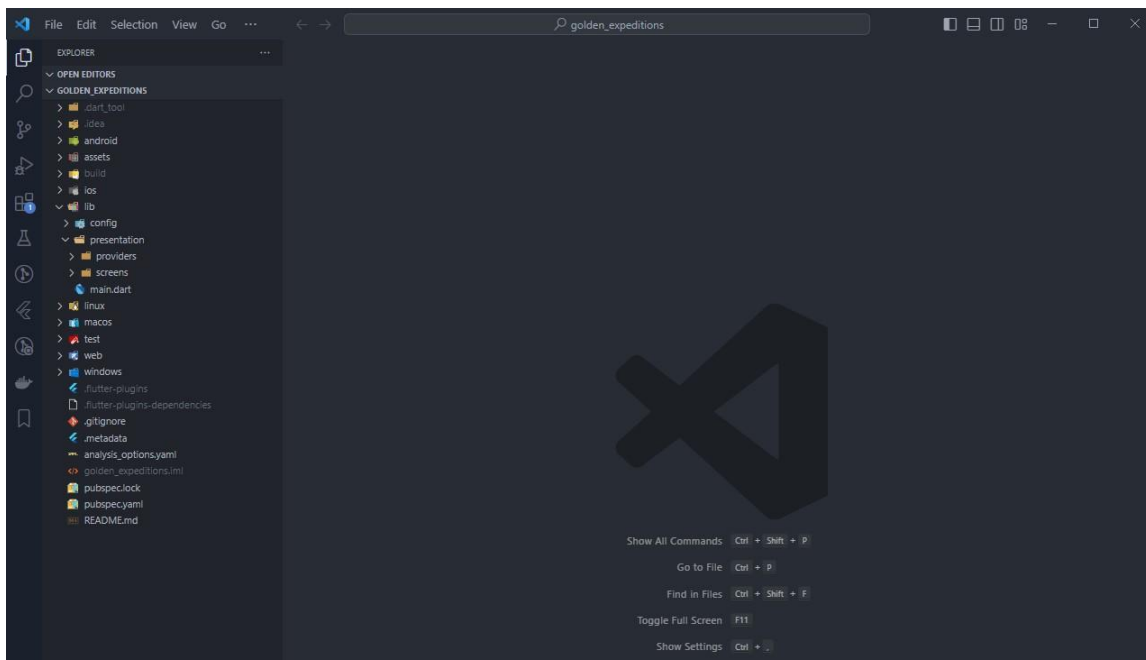 File Edit Selection View Go ··· golden_expeditions
EXPLORER ···
OPEN EDITORS
GOLDEN_EXPEDITIONS
.dart_tool
.idea
android
assets
build
ios
lib
1
config
presentation
providers
screens
main.dart
linux
macos
test
web
windows
.flutter-plugins
.flutter-plugins-dependencies
.gitignore
.metadata
analysis_options.yaml
golden_expeditions.iml
pubspec.lock
pubspec.yaml
README.md
Show All Commands Ctrl + Shift + P
Go to File Ctrl + P
Find in Files Ctrl + Shift + F
Toggle Full Screen F11
Show Settings Ctrl +